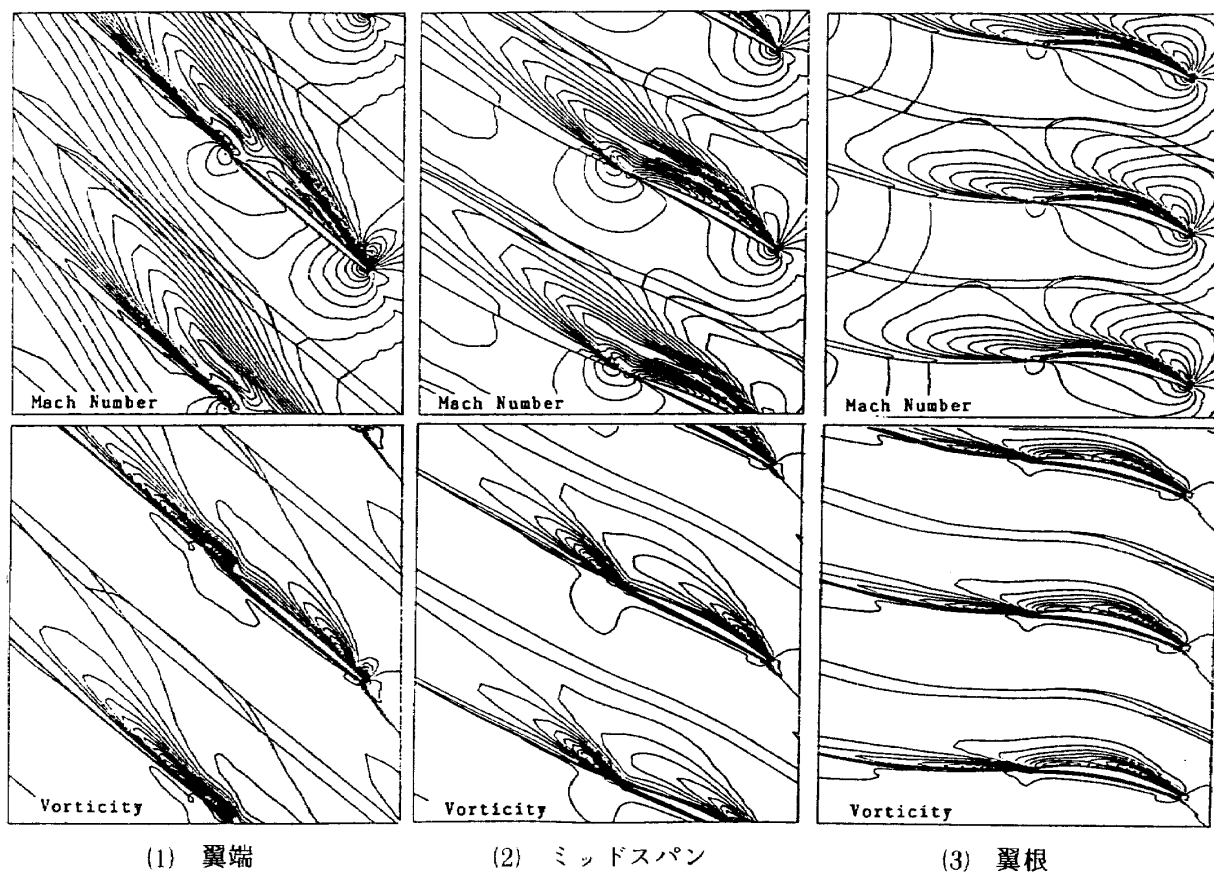 Mach Number
Mach Number
Mach Number
Vorticity
Vorticity
Vorticity
(1) 翼端
(2) ミッドスパン
(3) 翼根